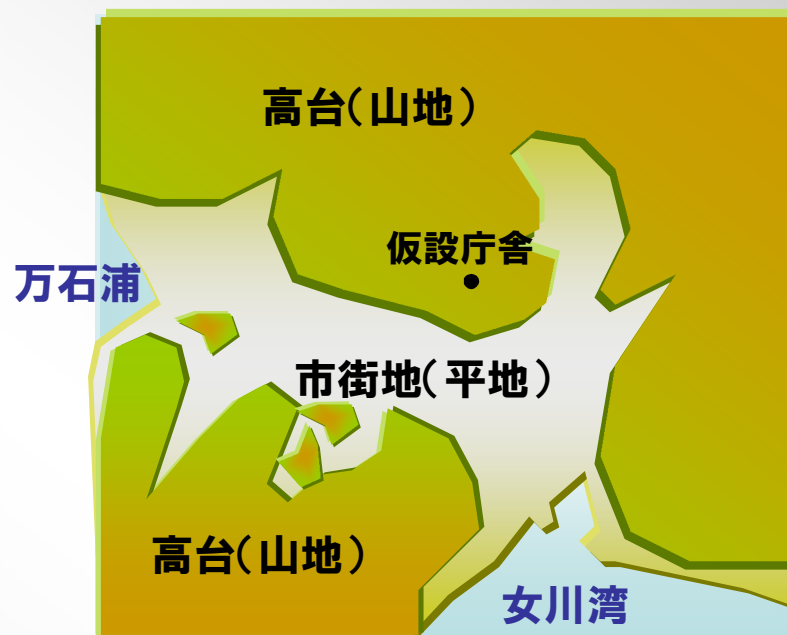 高台（山地）
仮設庁舎
万石浦
市街地（平地）
高台（山地）
女川湾